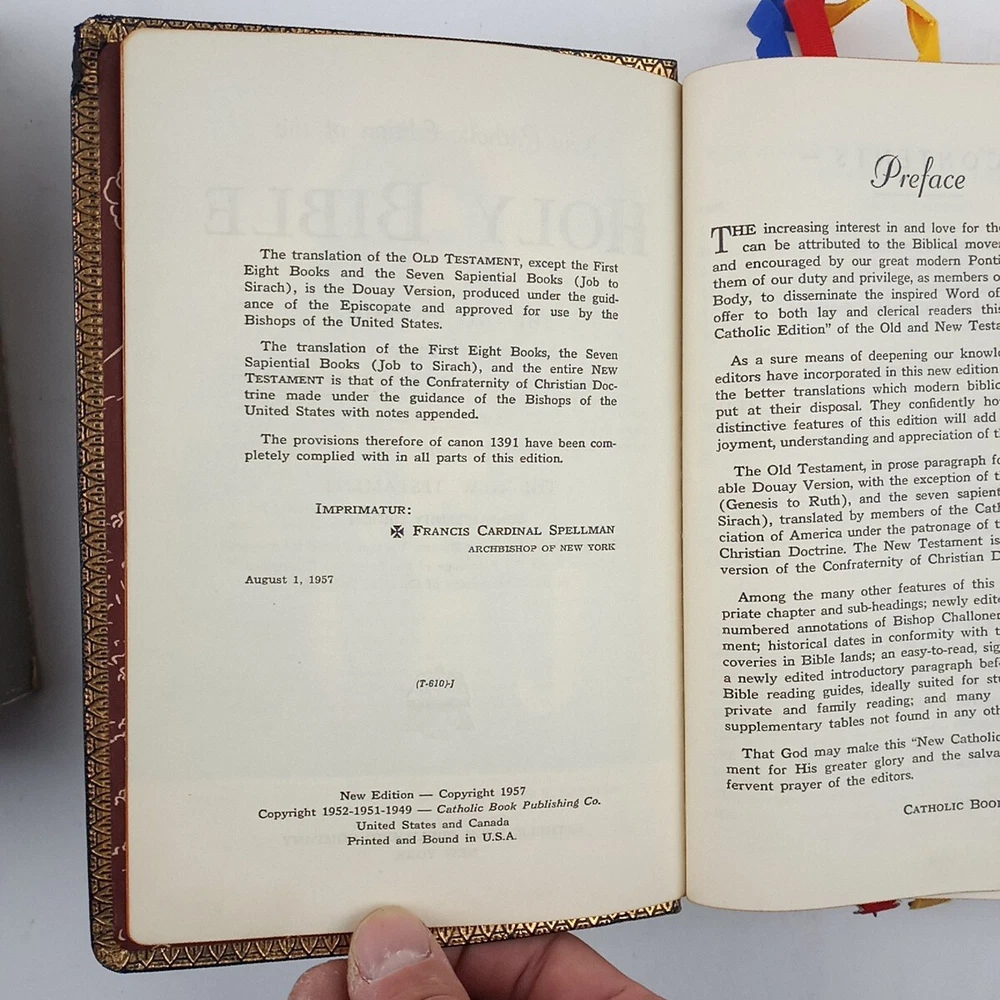 The translation of the OLD TESTAMENT, except the First
Eight Books and the Seven Sapiential Books (Job to
Sirach), is the Douay Version, produced under the guid-
ance of the Episcopate and approved for use by the
Bishops of the United States.
The translation of the First Eight Books, the Seven
Sapiential Books (Job to Sirach), and the entire NEW
TESTAMENT is that of the Confraternity of Christian Doc-
trine made under the guidance of the Bishops of the
United States with notes appended.
The provisions therefore of canon 1391 have been com-
pletely complied with in all parts of this edition.
IMPRIMATUR:
✠ FRANCIS CARDINAL SPELLMAN
ARCHBISHOP OF NEW YORK
August 1, 1957
(T-610)-J
New Edition — Copyright 1957
Copyright 1952-1951-1949 — Catholic Book Publishing Co.
United States and Canada
Printed and Bound in U.S.A.
Preface
THE increasing interest in and love for the
can be attributed to the Biblical
and encouraged by our great modern
them of our duty and privilege, as members
Body, to disseminate the inspired Word of
offer to both lay and clerical readers this
Catholic Edition” of the Old and New
As a sure means of deepening our
editors have incorporated in this new edition
the better translations which modern
put at their disposal. They confidently
distinctive features of this edition will add
joyment, understanding and appreciation of
The Old Testament, in prose paragraph
able Douay Version, with the exception of
(Genesis to Ruth), and the seven
Sirach), translated by members of the
ciation of America under the patronage of
Christian Doctrine. The New Testament is
version of the Confraternity of Christian
Among the many other features of this
priate chapter and sub-headings; newly
numbered annotations of Bishop Challoner
ment; historical dates in conformity with
coveries in Bible lands; an easy-to-read,
a newly edited introductory paragraph
Bible reading guides, ideally suited for
private and family reading; and many
supplementary tables not found in any
That God may make this “New Catholic
ment for His greater glory and the
fervent prayer of the editors.
CATHOLIC